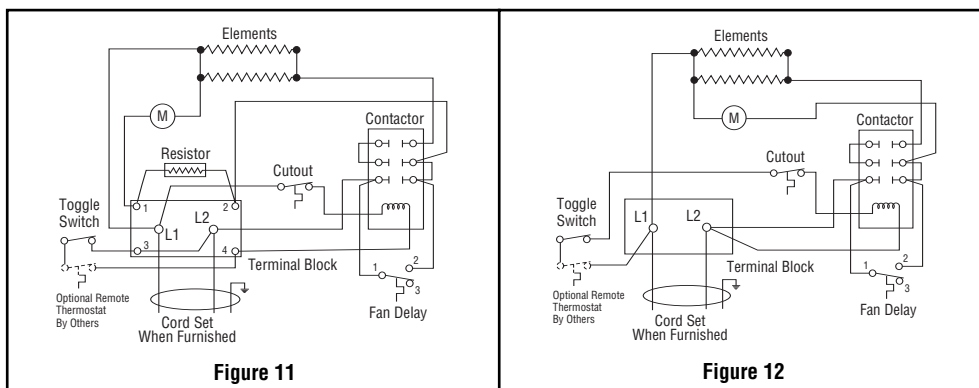 Elements
M
Contactor
Resistor
Cutout
1
2
Toggle
Switch
L1
L2
3
4
Terminal Block
1
2
3
Optional Remote
Thermostat
By Others
Cord Set
When Furnished
Fan Delay
Figure 11
Elements
M
Contactor
Cutout
Toggle
Switch
L1
L2
Terminal Block
1
2
3
Optional Remote
Thermostat
By Others
Cord Set
When Furnished
Fan Delay
Figure 12